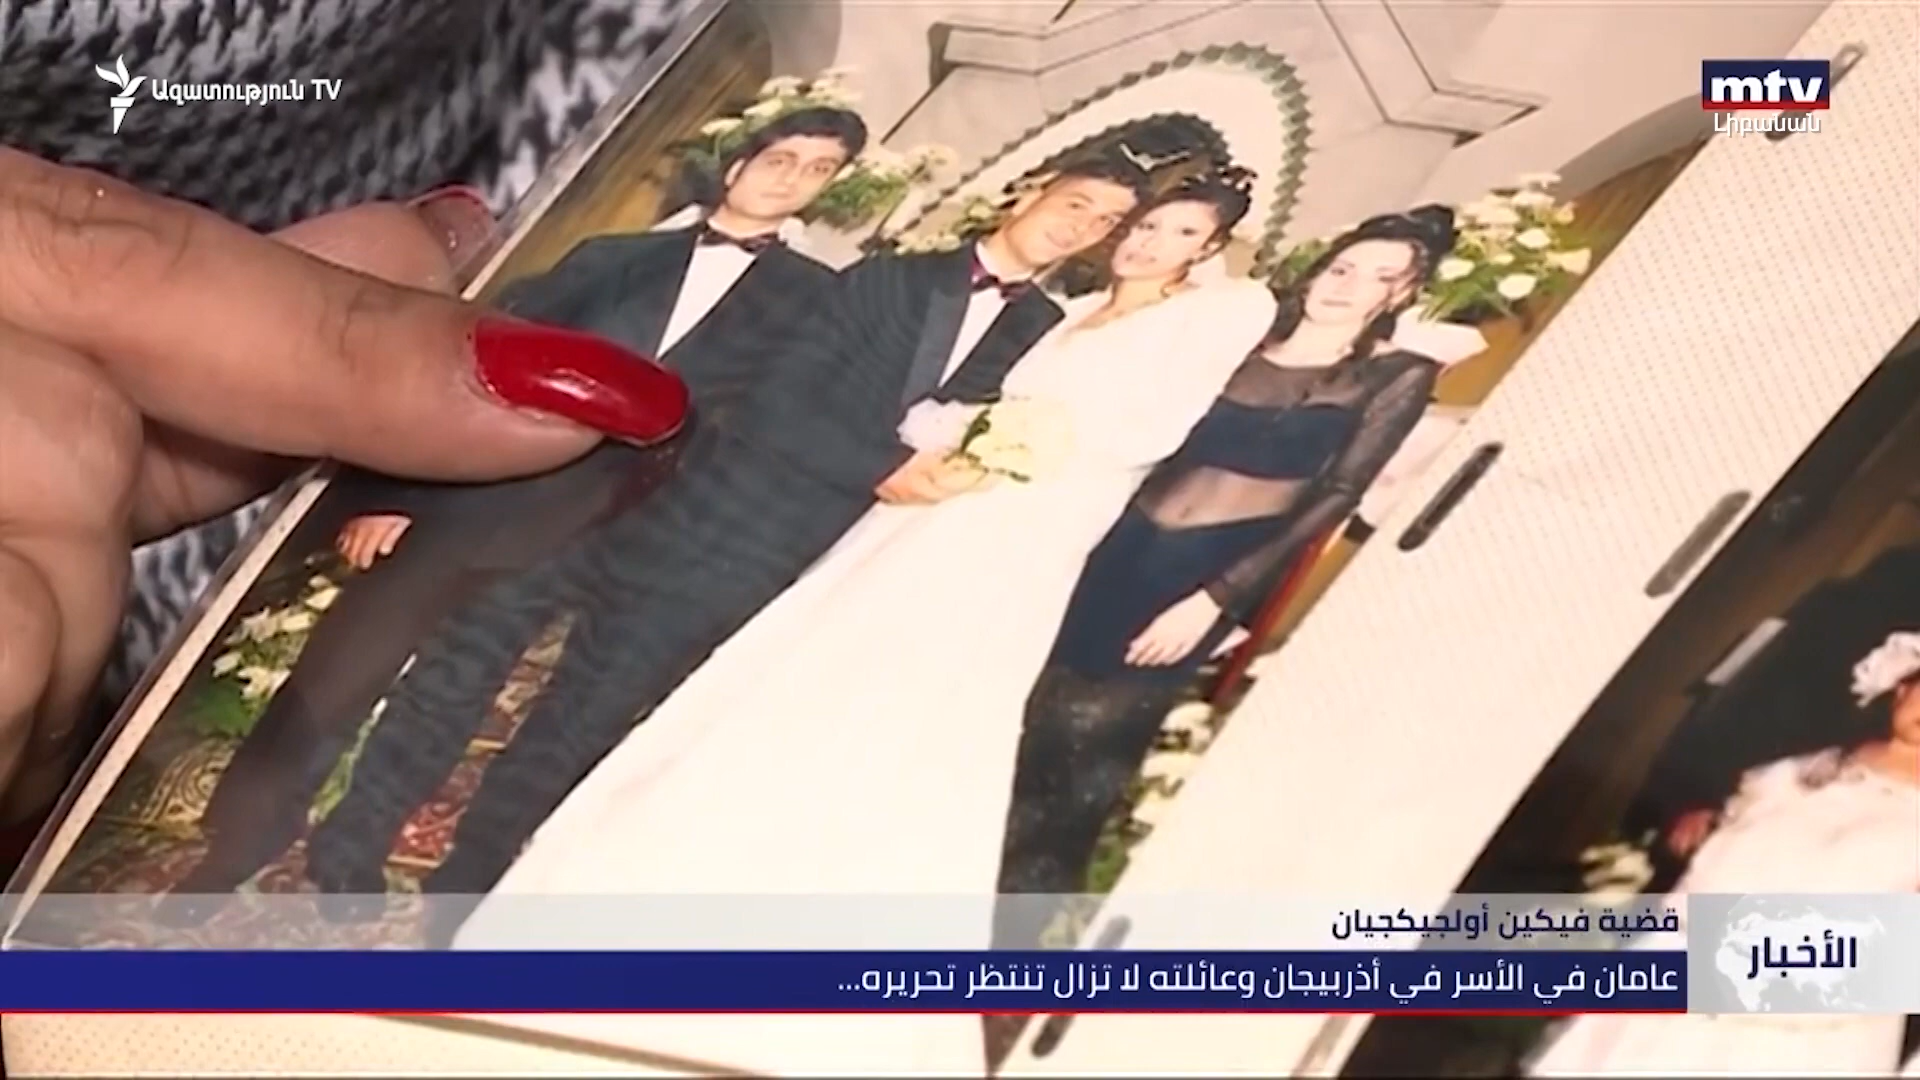 Ազատություն TV
mtv
Լիբանան
قضية فيكين أولجيكجيان
الأخبار
عامان في الأسر في أذربيجان وعائلته لا تزال تنتظر تحريره...